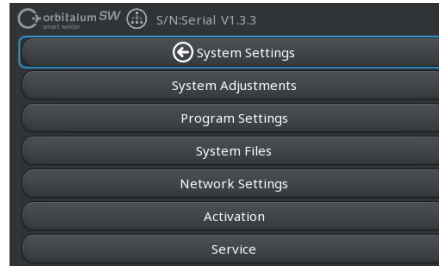 orbitalum SW S/N:Serial V1.3.3
smart welder
System Settings
System Adjustments
Program Settings
System Files
Network Settings
Activation
Service